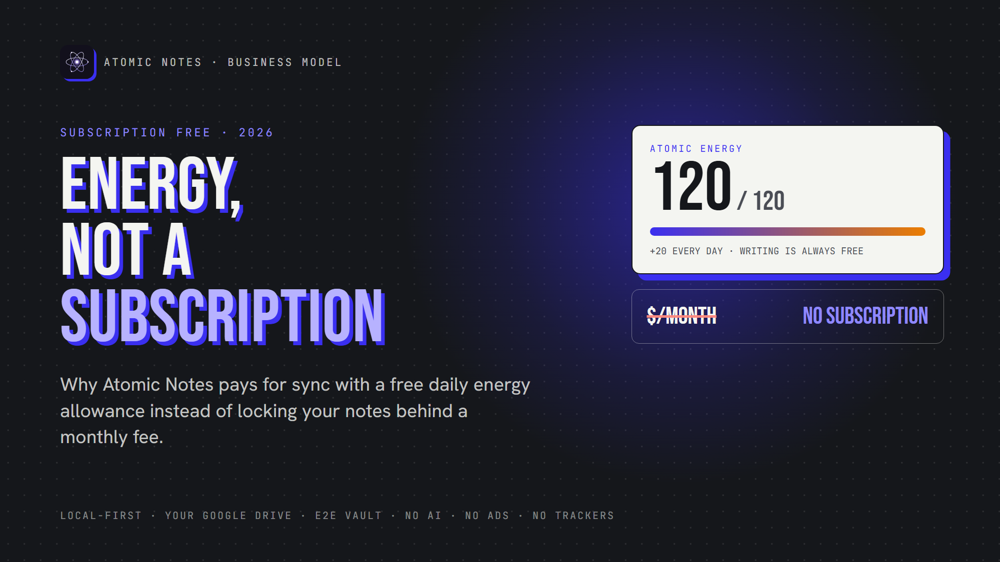 ATOMIC NOTES · BUSINESS MODEL
SUBSCRIPTION FREE · 2026
ENERGY,
NOT A
SUBSCRIPTION
Why Atomic Notes pays for sync with a free daily energy
allowance instead of locking your notes behind a
monthly fee.
ATOMIC ENERGY
120 / 120
+20 EVERY DAY · WRITING IS ALWAYS FREE
$/MONTH NO SUBSCRIPTION
LOCAL-FIRST · YOUR GOOGLE DRIVE · E2E VAULT · NO AI · NO ADS · NO TRACKERS